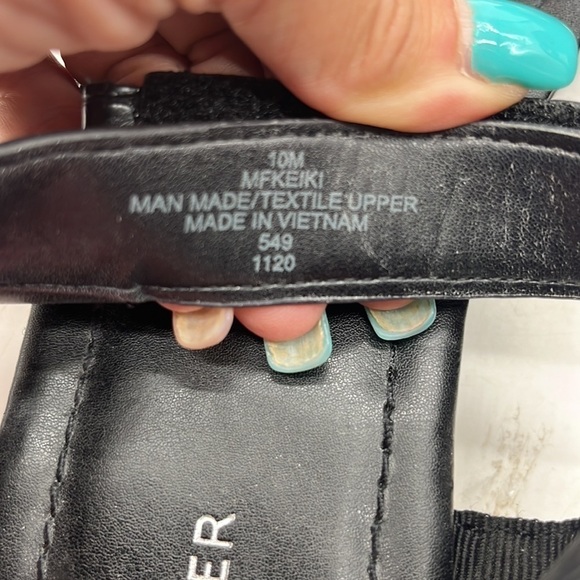 10M
MFKEIKI
MAN MADE/TEXTILE UPPER
MADE IN VIETNAM
549
1120